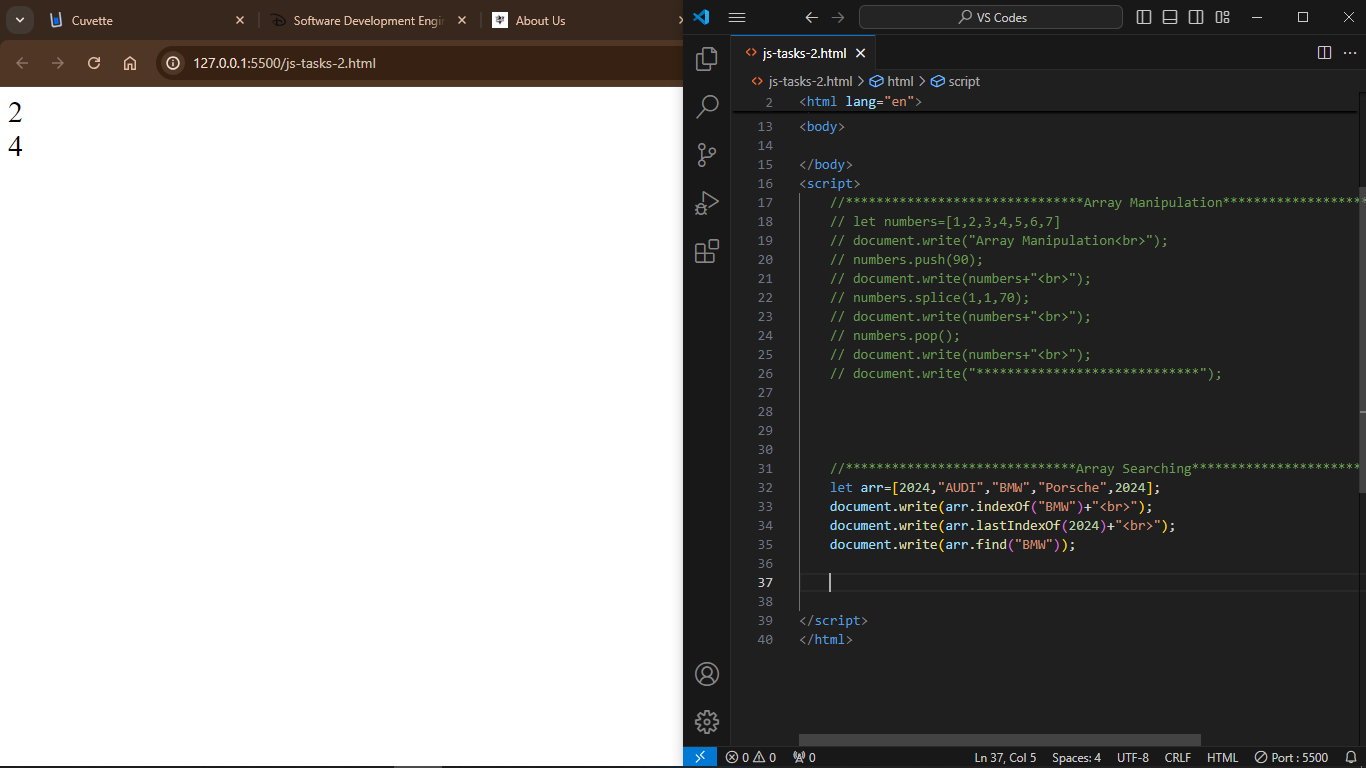 Cuvette
Software Development Engin
About Us
127.0.0.1:5500/js-tasks-2.html
2
4
VS Codes
js-tasks-2.html
js-tasks-2.html > html > script
2 <html lang="en">
13 <body>
14
15 </body>
16 <script>
17 //*******************************Array Manipulation*******************
18 // let numbers=[1,2,3,4,5,6,7]
19 // document.write("Array Manipulation<br>");
20 // numbers.push(90);
21 // document.write(numbers+"<br>");
22 // numbers.splice(1,1,70);
23 // document.write(numbers+"<br>");
24 // numbers.pop();
25 // document.write(numbers+"<br>");
26 // document.write("*****************************");
27
28
29
30
31 //******************************Array Searching**********************
32 let arr=[2024,"AUDI","BMW","Porsche",2024];
33 document.write(arr.indexOf("BMW")+"<br>");
34 document.write(arr.lastIndexOf(2024)+"<br>");
35 document.write(arr.find("BMW"));
36
37
38
39 </script>
40 </html>
0 0 0 Ln 37, Col 5 Spaces: 4 UTF-8 CRLF HTML Port : 5500